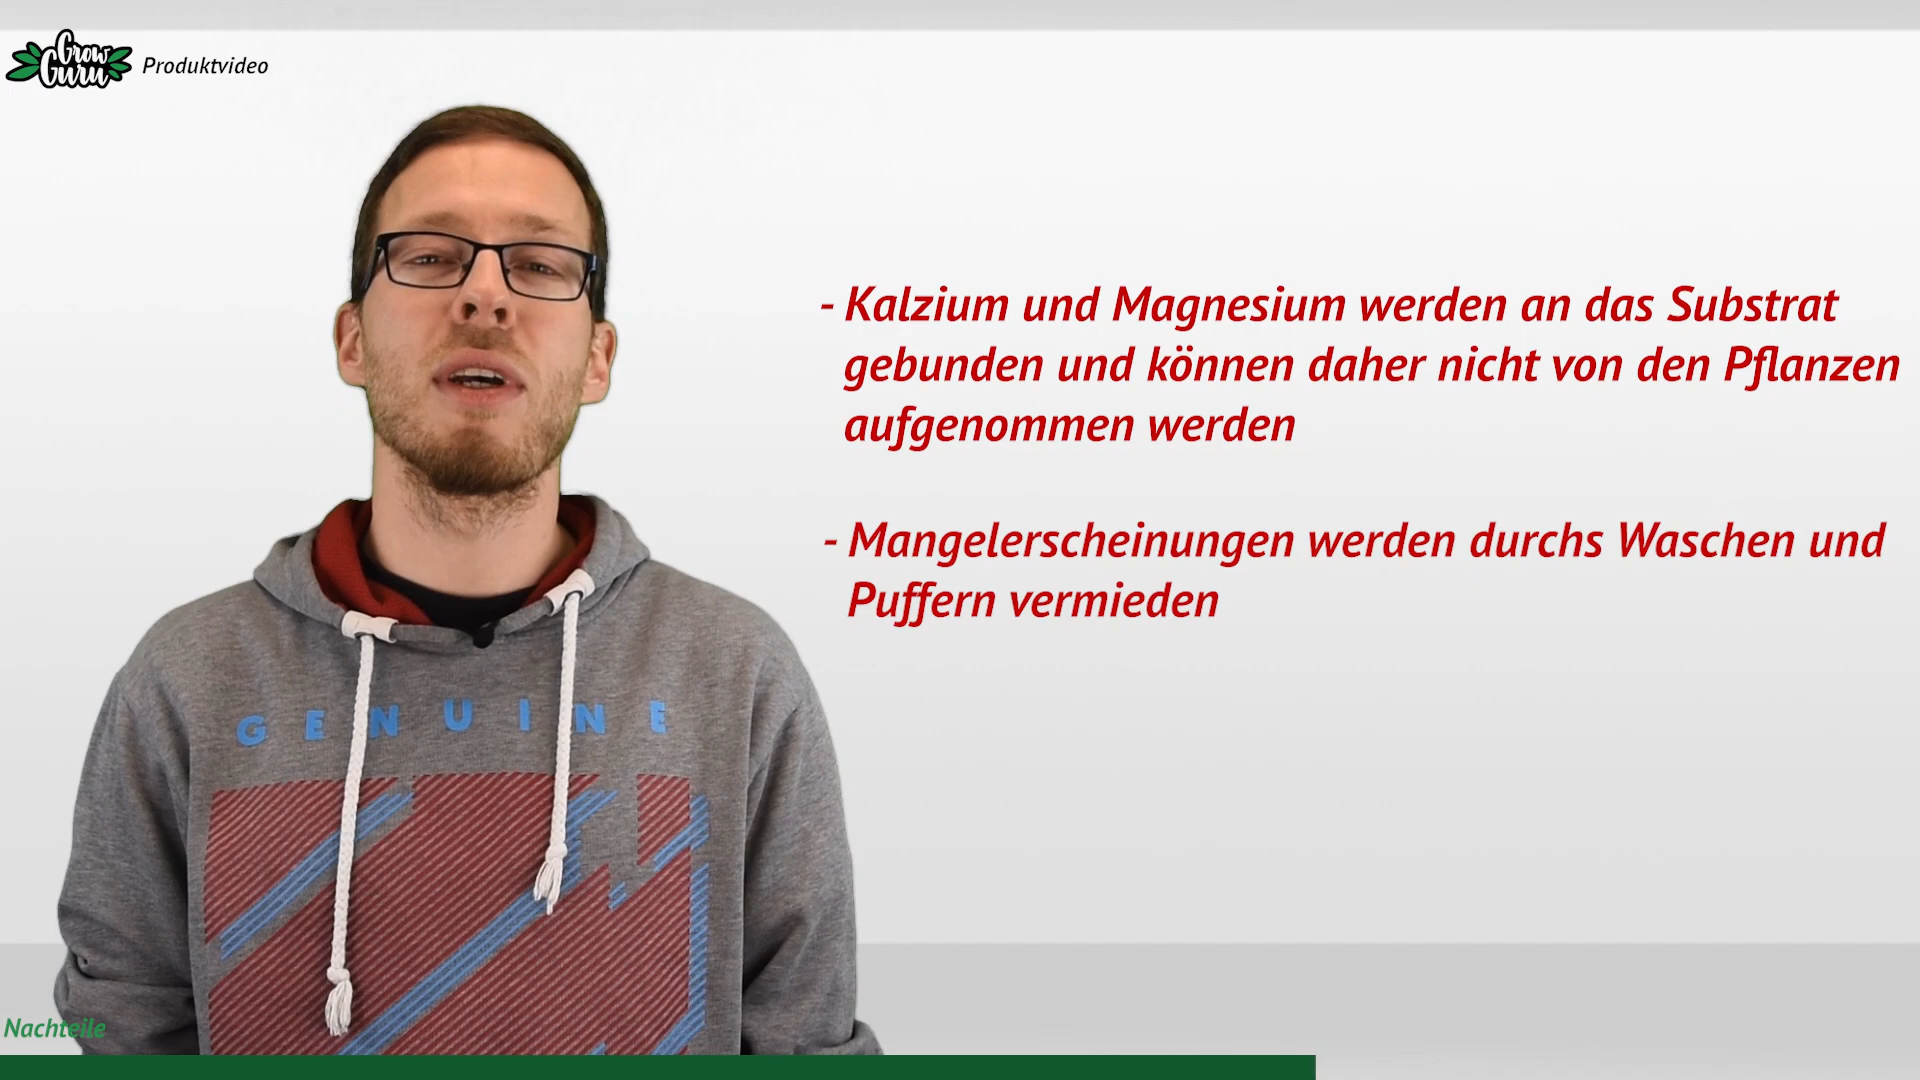 Grow
Guru
Produktvideo
- Kalzium und Magnesium werden an das Substrat
gebunden und können daher nicht von den Pflanzen
aufgenommen werden
- Mangelerscheinungen werden durchs Waschen und
Puffern vermieden
GENUINE
Nachteile